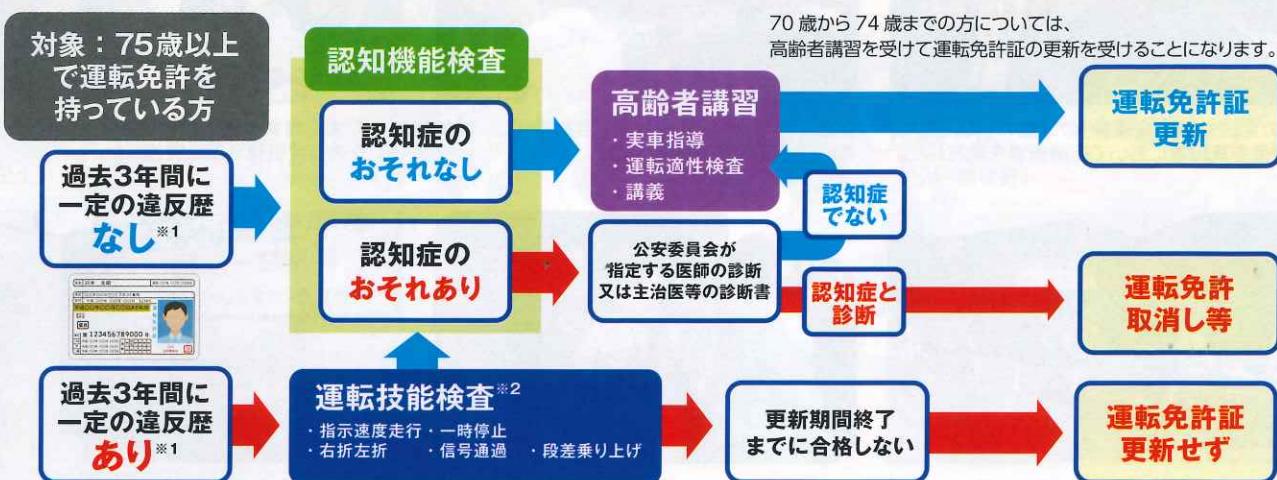 70歳から74歳までの方については、
高齢者講習を受けて運転免許証の更新を受けることになります。
対象：75歳以上
で運転免許を
持っている方
過去3年間に
一定の違反歴
なし※1
認知機能検査
認知症の
おそれなし
認知症の
おそれあり
高齢者講習
・実車指導
・運転適性検査
・講義
公安委員会が
指定する医師の診断
又は主治医等の診断書
認知症
でない
認知症と
診断
運転免許証
更新
運転免許
取消し等
123456789000
過去3年間に
一定の違反歴
あり※1
運転技能検査※2
・指示速度走行・一時停止
・右折左折 ・信号通過 ・段差乗り上げ
更新期間終了
までに合格しない
運転免許証
更新せず